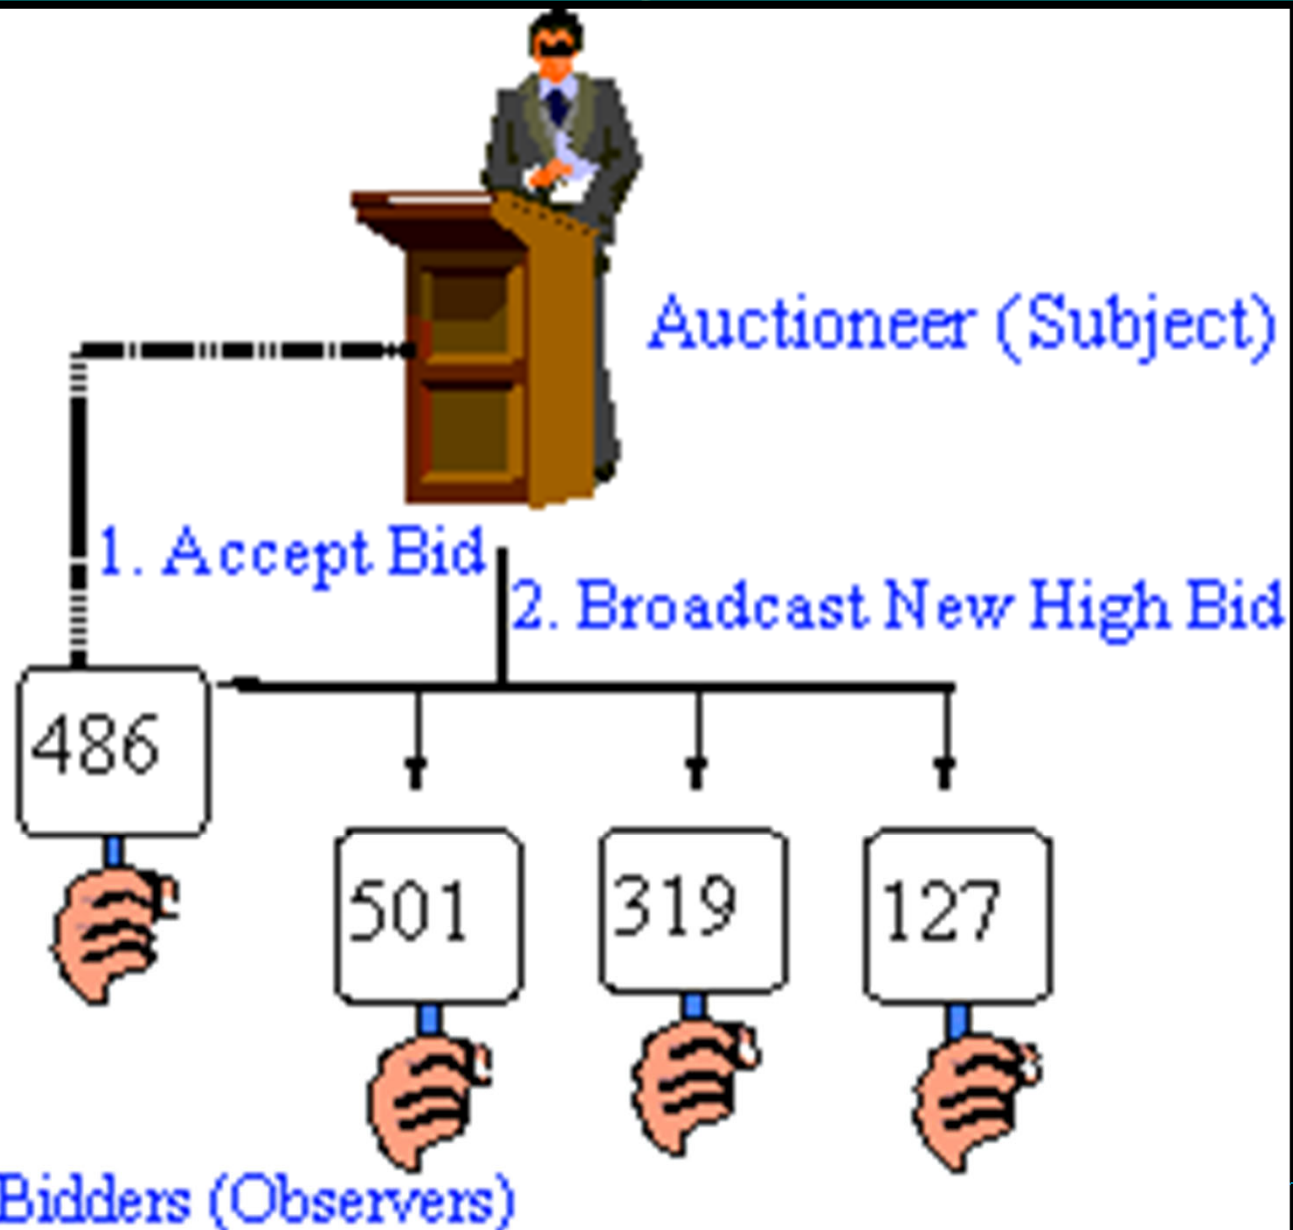 Auctioneer (Subject)
1. Accept Bid
2. Broadcast New High Bid
486
501
319
127
Bidders (Observers)